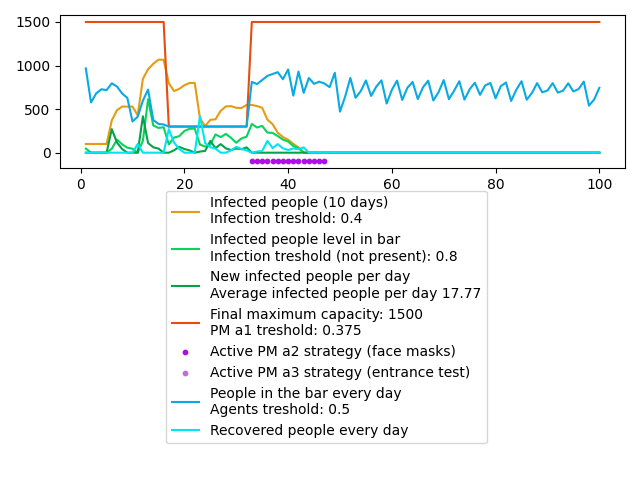 1500
1000
500
0
0 20 40 60 80 100
Infected people (10 days)
Infection treshold: 0.4
Infected people level in bar
Infection treshold (not present): 0.8
New infected people per day
Average infected people per day 17.77
Final maximum capacity: 1500
PM a1 treshold: 0.375
Active PM a2 strategy (face masks)
Active PM a3 strategy (entrance test)
People in the bar every day
Agents treshold: 0.5
Recovered people every day